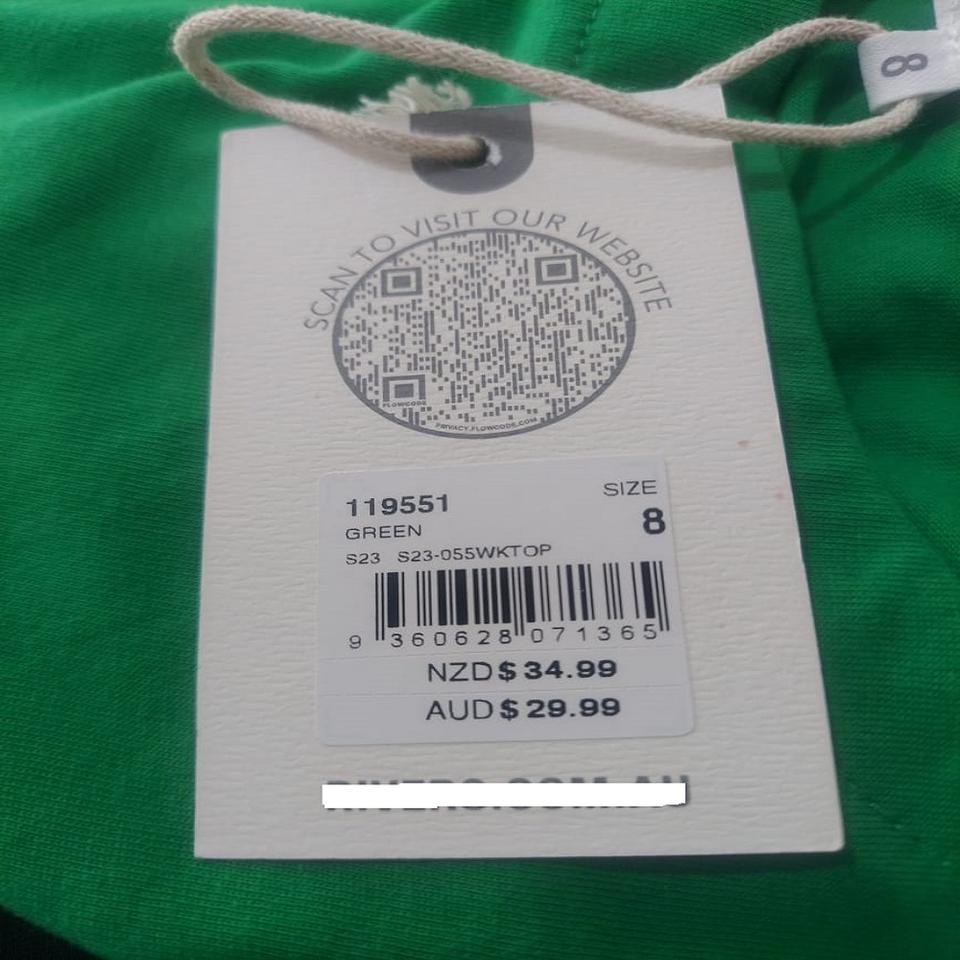 8
SCAN TO VISIT OUR WEBSITE
FLOWCODE
PRIVACY.FLOWCODE.COM
119551
SIZE
GREEN
8
S23 S23-055WKTOP
9 360628 071365
NZD $ 34.99
AUD $ 29.99